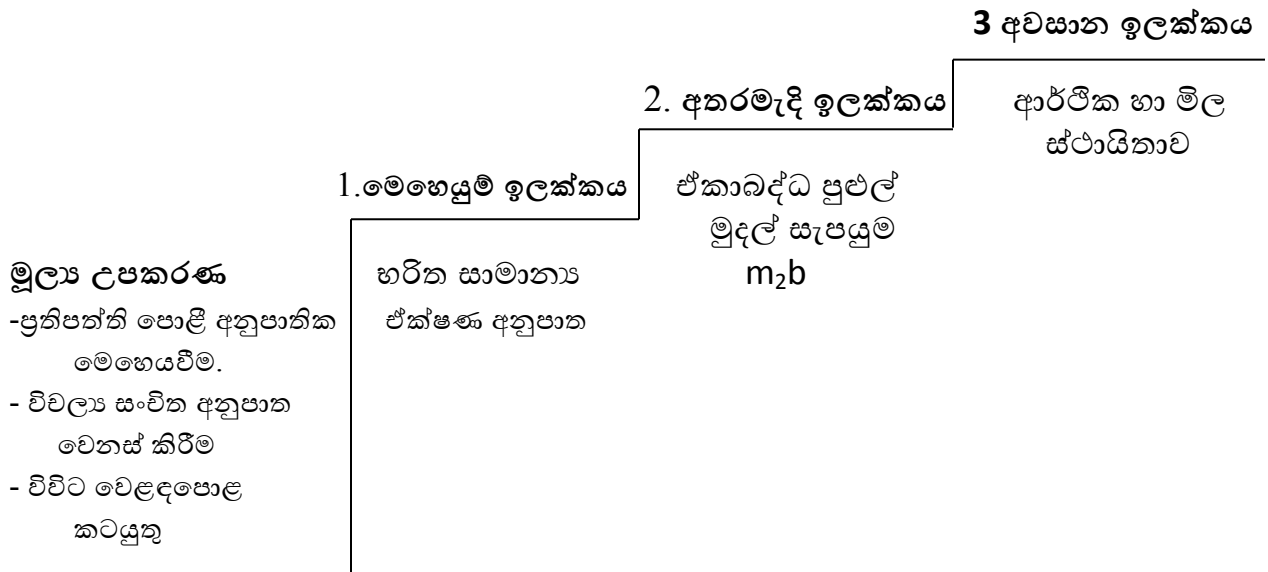 3 අවසාන ඉලක්කය
2. අතරමැදි ඉලක්කය
ආර්ථික හා මිල
ස්ථායිතාව
1.මෙහෙයුම් ඉලක්කය
ඒකාබද්ධ පුළුල්
මුදල් සැපයුම
m₂b
මූල්‍ය උපකරණ
-ප්‍රතිපත්ති පොළී අනුපාතික
මෙහෙයවීම.
- විචල්‍ය සංචිත අනුපාත
වෙනස් කිරීම
- විවිට වෙළඳපොළ
කටයුතු
භරිත සාමාන්‍ය
ඒක්ෂණ අනුපාත